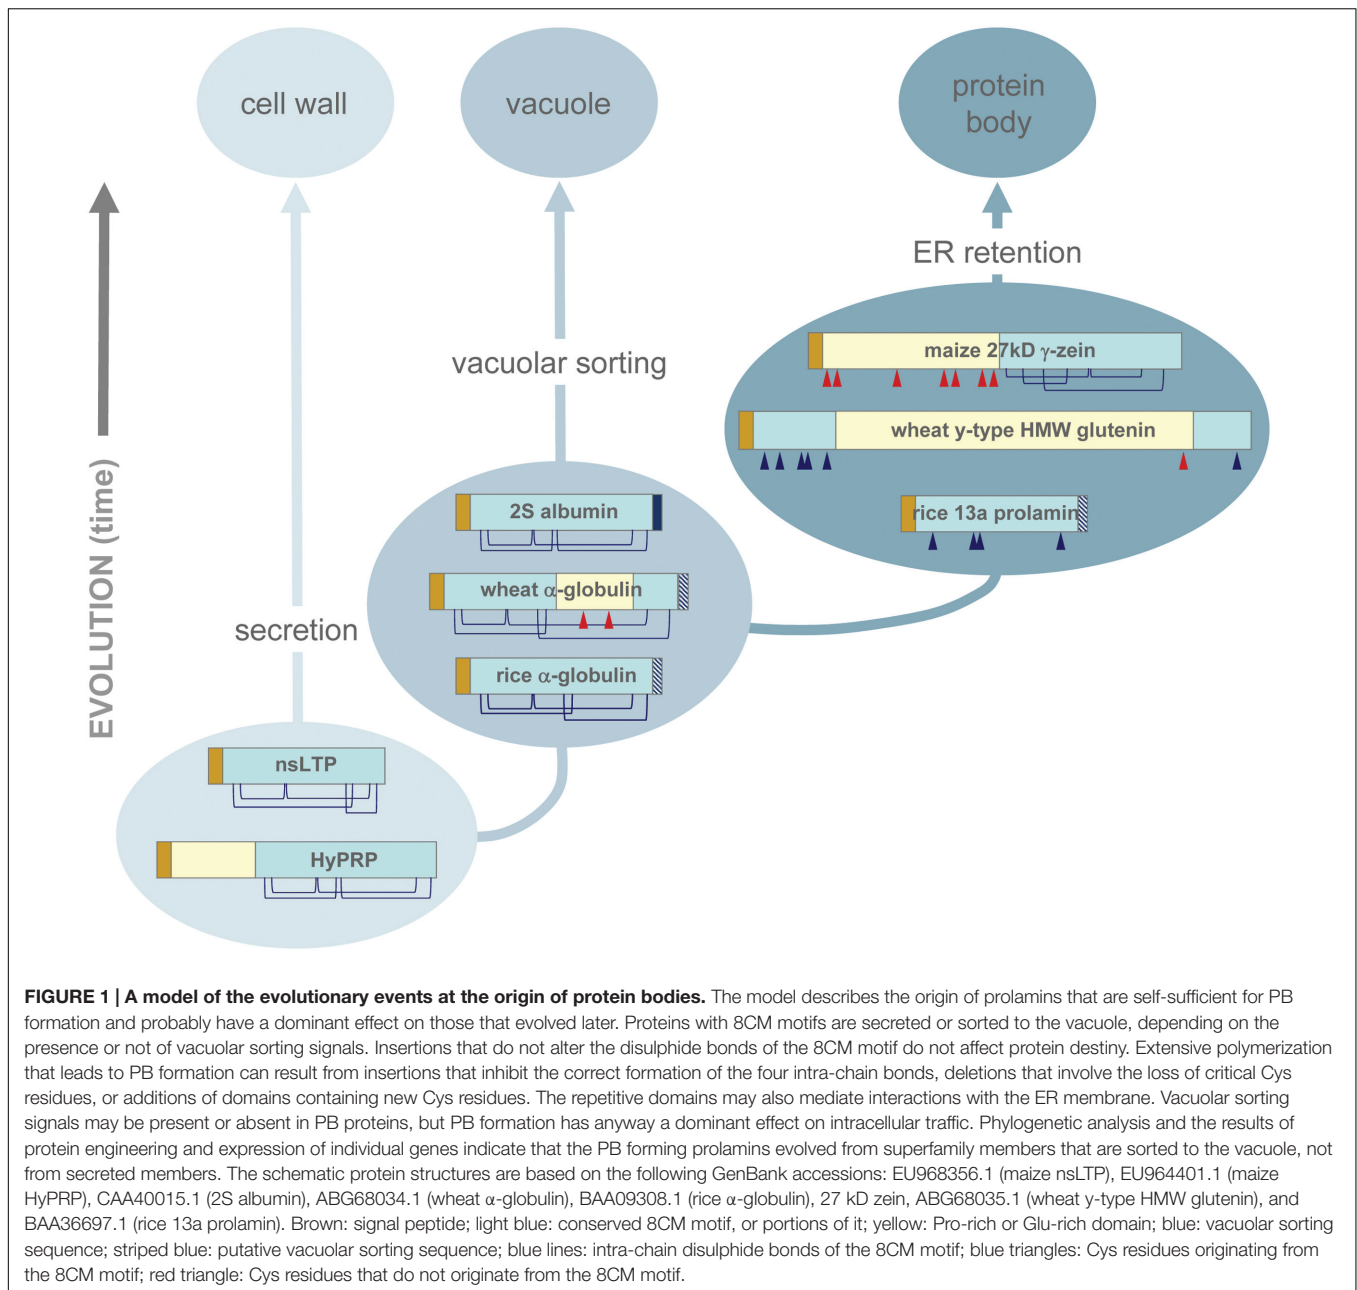 cell wall
vacuole
protein
body
ER retention
maize 27kD γ-zein
vacuolar sorting
wheat y-type HMW glutenin
2S albumin
rice 13a prolamin
wheat α-globulin
secretion
rice α-globulin
EVOLUTION (time)
nsLTP
HyPRP
FIGURE 1 | A model of the evolutionary events at the origin of protein bodies. The model describes the origin of prolamins that are self-sufficient for PB
formation and probably have a dominant effect on those that evolved later. Proteins with 8CM motifs are secreted or sorted to the vacuole, depending on the
presence or not of vacuolar sorting signals. Insertions that do not alter the disulphide bonds of the 8CM motif do not affect protein destiny. Extensive polymerization
that leads to PB formation can result from insertions that inhibit the correct formation of the four intra-chain bonds, deletions that involve the loss of critical Cys
residues, or additions of domains containing new Cys residues. The repetitive domains may also mediate interactions with the ER membrane. Vacuolar sorting
signals may be present or absent in PB proteins, but PB formation has anyway a dominant effect on intracellular traffic. Phylogenetic analysis and the results of
protein engineering and expression of individual genes indicate that the PB forming prolamins evolved from superfamily members that are sorted to the vacuole, not
from secreted members. The schematic protein structures are based on the following GenBank accessions: EU968356.1 (maize nsLTP), EU964401.1 (maize
HyPRP), CAA40015.1 (2S albumin), ABG68034.1 (wheat α-globulin), BAA09308.1 (rice α-globulin), 27 kD zein, ABG68035.1 (wheat y-type HMW glutenin), and
BAA36697.1 (rice 13a prolamin). Brown: signal peptide; light blue: conserved 8CM motif, or portions of it; yellow: Pro-rich or Glu-rich domain; blue: vacuolar sorting
sequence; striped blue: putative vacuolar sorting sequence; blue lines: intra-chain disulphide bonds of the 8CM motif; blue triangles: Cys residues originating from
the 8CM motif; red triangle: Cys residues that do not originate from the 8CM motif.